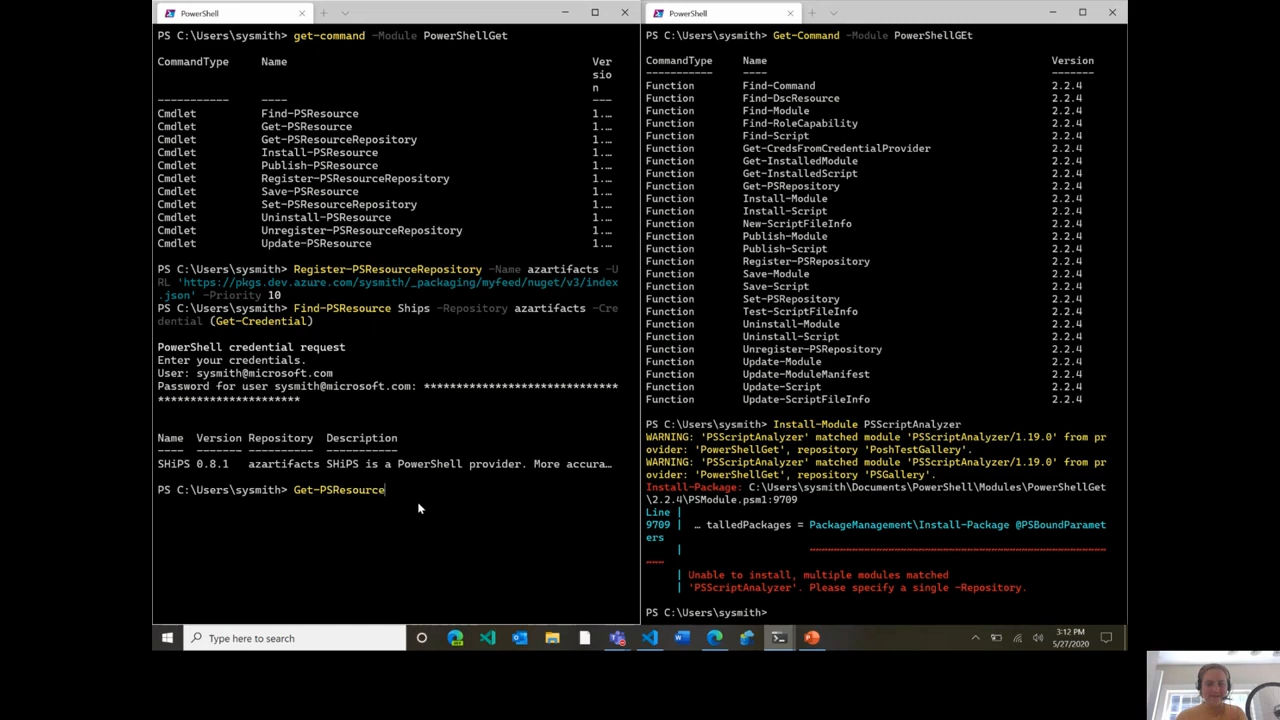 PowerShell
PS C:\Users\sysmith> get-command -Module PowerShellGet
CommandType Name Ver
sio
n
----------- ---- ---
Cmdlet Find-PSResource 1.…
Cmdlet Get-PSResource 1.…
Cmdlet Get-PSResourceRepository 1.…
Cmdlet Install-PSResource 1.…
Cmdlet Publish-PSResource 1.…
Cmdlet Register-PSResourceRepository 1.…
Cmdlet Save-PSResource 1.…
Cmdlet Set-PSResourceRepository 1.…
Cmdlet Uninstall-PSResource 1.…
Cmdlet Unregister-PSResourceRepository 1.…
Cmdlet Update-PSResource 1.…
PS C:\Users\sysmith> Register-PSResourceRepository -Name azartifacts -U
RL 'https://pkgs.dev.azure.com/sysmith/_packaging/myfeed/nuget/v3/index
.json' -Priority 10
PS C:\Users\sysmith> Find-PSResource Ships -Repository azartifacts -Cre
dential (Get-Credential)
PowerShell credential request
Enter your credentials.
User: sysmith@microsoft.com
Password for user sysmith@microsoft.com: ******************************
**********************
Name Version Repository Description
---- ------- ---------- -----------
SHiPS 0.8.1 azartifacts SHiPS is a PowerShell provider. More accura…
PS C:\Users\sysmith> Get-PSResource
PowerShell
PS C:\Users\sysmith> Get-Command -Module PowerShellGEt
CommandType Name Version
----------- ---- -------
Function Find-Command 2.2.4
Function Find-DscResource 2.2.4
Function Find-Module 2.2.4
Function Find-RoleCapability 2.2.4
Function Find-Script 2.2.4
Function Get-CredsFromCredentialProvider 2.2.4
Function Get-InstalledModule 2.2.4
Function Get-InstalledScript 2.2.4
Function Get-PSRepository 2.2.4
Function Install-Module 2.2.4
Function Install-Script 2.2.4
Function New-ScriptFileInfo 2.2.4
Function Publish-Module 2.2.4
Function Publish-Script 2.2.4
Function Register-PSRepository 2.2.4
Function Save-Module 2.2.4
Function Save-Script 2.2.4
Function Set-PSRepository 2.2.4
Function Test-ScriptFileInfo 2.2.4
Function Uninstall-Module 2.2.4
Function Uninstall-Script 2.2.4
Function Unregister-PSRepository 2.2.4
Function Update-Module 2.2.4
Function Update-ModuleManifest 2.2.4
Function Update-Script 2.2.4
Function Update-ScriptFileInfo 2.2.4
PS C:\Users\sysmith> Install-Module PSScriptAnalyzer
WARNING: 'PSScriptAnalyzer' matched module 'PSScriptAnalyzer/1.19.0' from pr
ovider: 'PowerShellGet', repository 'PoshTestGallery'.
WARNING: 'PSScriptAnalyzer' matched module 'PSScriptAnalyzer/1.19.0' from pr
ovider: 'PowerShellGet', repository 'PSGallery'.
Install-Package: C:\Users\sysmith\Documents\PowerShell\Modules\PowerShellGet
\2.2.4\PSModule.psm1:9709
Line |
9709 | … talledPackages = PackageManagement\Install-Package @PSBoundParamet
ers
| ~~~~~~~~~~~~~~~~~~~~~~~~~~~~~~~~~~~~~~~~~~~~~~~~~~~~~~
~~~
| Unable to install, multiple modules matched
| 'PSScriptAnalyzer'. Please specify a single -Repository.
PS C:\Users\sysmith>
Type here to search
3:12 PM
5/27/2020